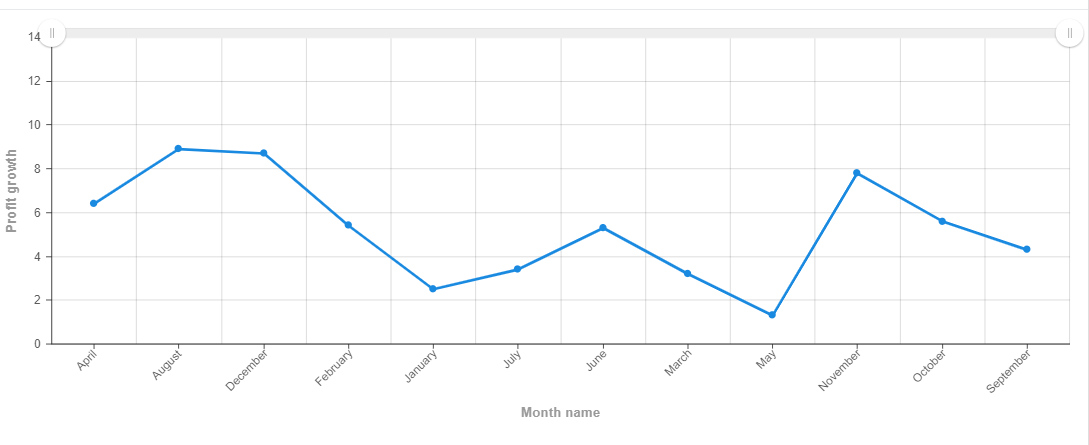 14
12
10
8
6
4
2
0
Profit growth
April
August
December
February
January
July
June
March
May
November
October
September
Month name